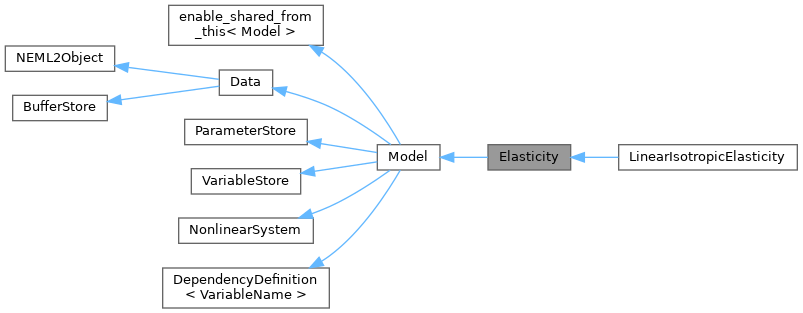 enable_shared_from
_this< Model >
NEML2Object
Data
BufferStore
ParameterStore
Model
Elasticity
LinearIsotropicElasticity
VariableStore
NonlinearSystem
DependencyDefinition
< VariableName >